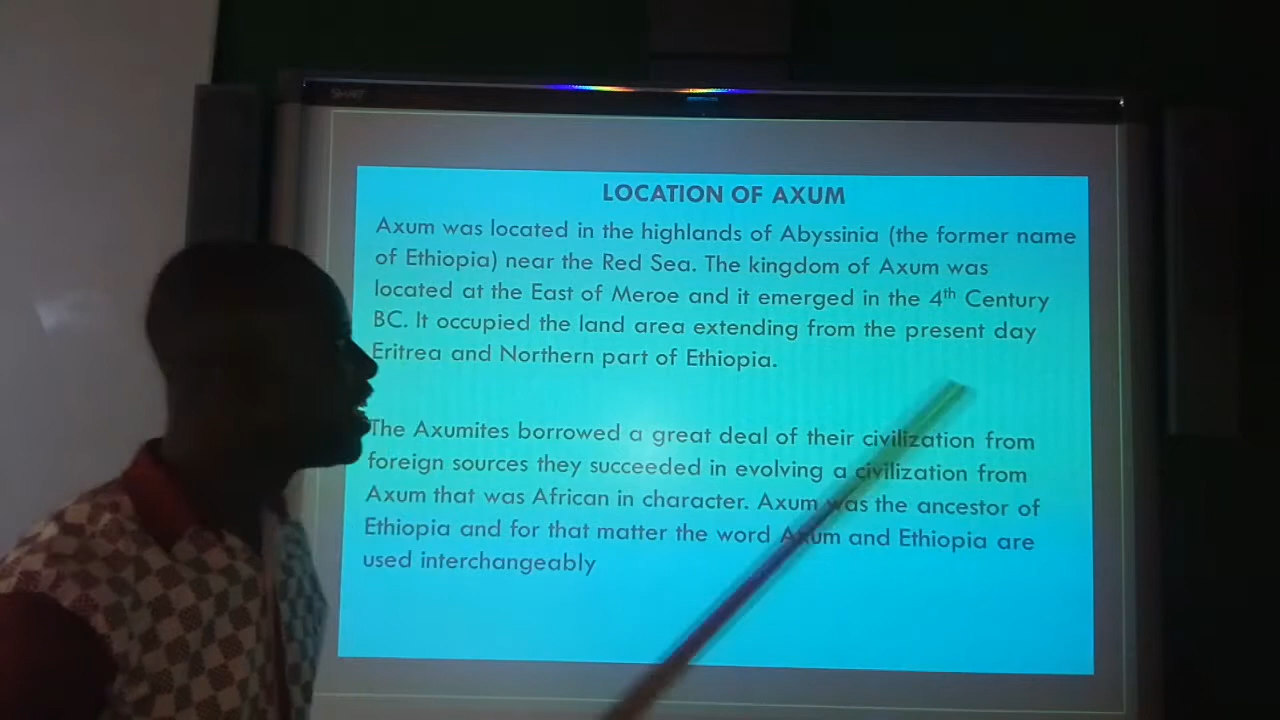 SMART
LOCATION OF AXUM
Axum was located in the highlands of Abyssinia (the former name
of Ethiopia) near the Red Sea. The kingdom of Axum was
located at the East of Meroe and it emerged in the 4th Century
BC. It occupied the land area extending from the present day
Eritrea and Northern part of Ethiopia.
The Axumites borrowed a great deal of their civilization from
foreign sources they succeeded in evolving a civilization from
Axum that was African in character. Axum was the ancestor of
Ethiopia and for that matter the word Axum and Ethiopia are
used interchangeably